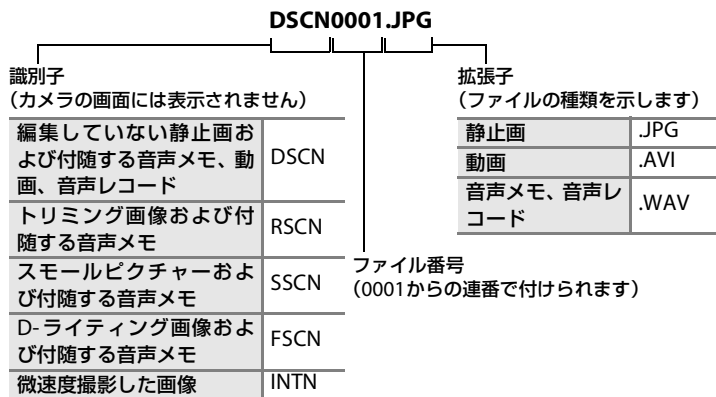 DSCN0001.JPG
識別子
（カメラの画面には表示されません）
編集していない静止画お
よび付随する音声メモ、動
画、音声レコード
DSCN
トリミング画像および付
随する音声メモ
RSCN
スモールピクチャーおよ
び付随する音声メモ
SSCN
D-ライティング画像およ
び付随する音声メモ
FSCN
微速度撮影した画像
INTN
拡張子
（ファイルの種類を示します）
静止画
.JPG
動画
.AVI
音声メモ、音声レ
コード
.WAV
ファイル番号
（0001からの連番で付けられます）